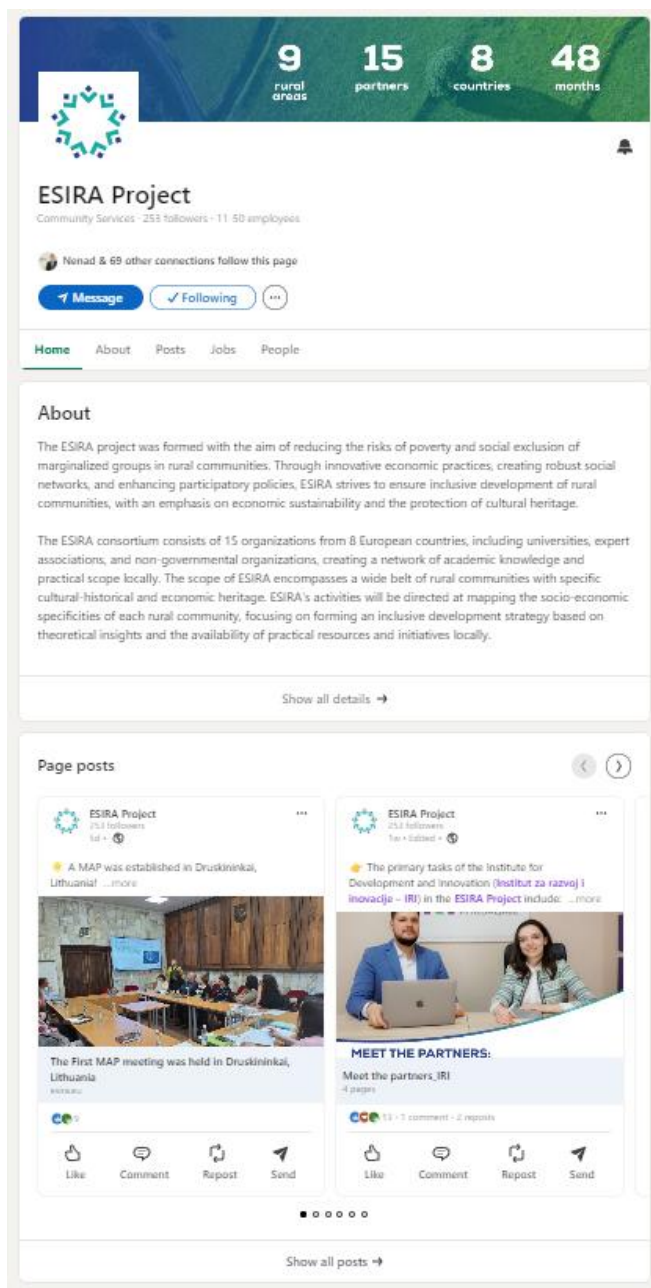 9 15 8 48
rural areas partners countries months
ESIRA Project
Community Services · 253 followers · 11-50 employees
Nenad & 69 other connections follow this page
Message Following ...
Home About Posts Jobs People
About
The ESIRA project was formed with the aim of reducing the risks of poverty and social exclusion of
marginalized groups in rural communities. Through innovative economic practices, creating robust social
networks, and enhancing participatory policies, ESIRA strives to ensure inclusive development of rural
communities, with an emphasis on economic sustainability and the protection of cultural heritage.
The ESIRA consortium consists of 15 organizations from 8 European countries, including universities, expert
associations, and non-governmental organizations, creating a network of academic knowledge and
practical scope locally. The scope of ESIRA encompasses a wide belt of rural communities with specific
cultural-historical and economic heritage. ESIRA's activities will be directed at mapping the socio-economic
specificities of each rural community, focusing on forming an inclusive development strategy based on
theoretical insights and the availability of practical resources and initiatives locally.
Show all details →
Page posts
ESIRA Project ...
253 followers
A MAP was established in Druskininkai,
Lithuania! ...more
The First MAP meeting was held in Druskininkai,
Lithuania
9
Like Comment Repost Send
ESIRA Project ...
253 followers
Edited
The primary tasks of the Institute for
Development and Innovation (Institut za razvoj i
inovacije – IRI) in the ESIRA Project include: ...more
MEET THE PARTNERS:
Meet the partners_IRI
4 pages
13 · 1 comment · 2 reposts
Like Comment Repost Send
Show all posts →